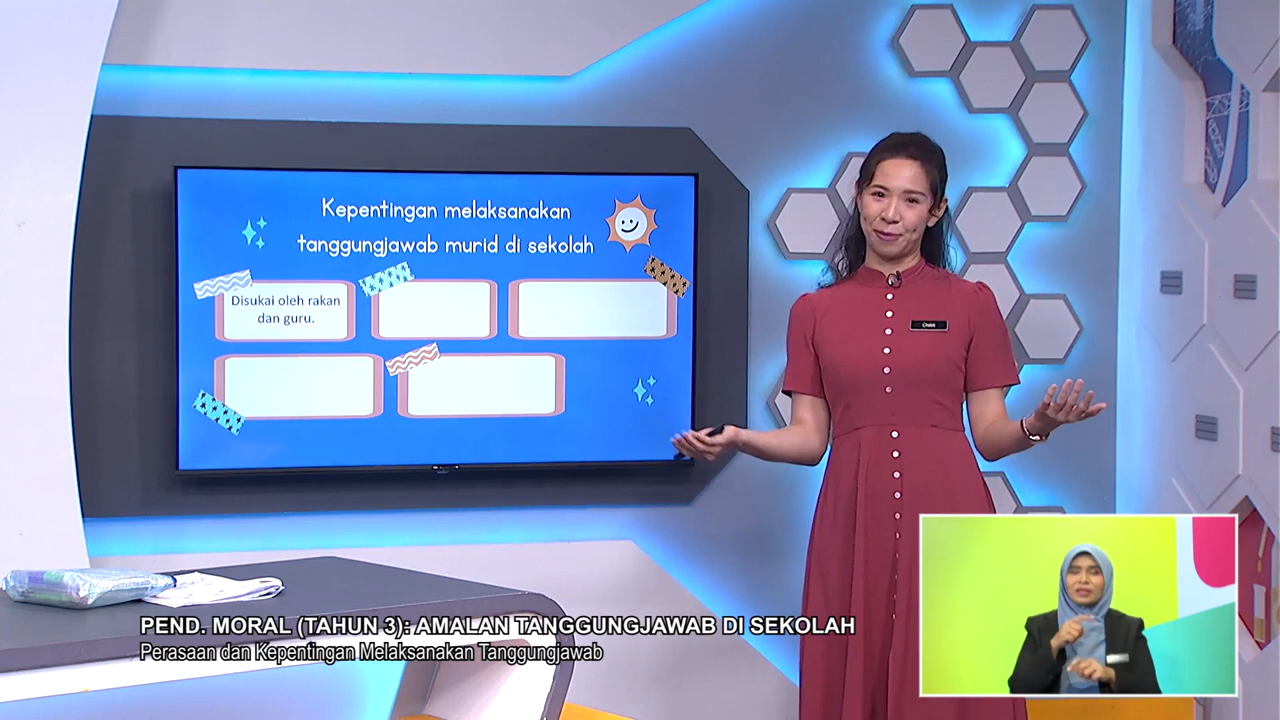 Kepentingan melaksanakan
tanggungjawab murid di sekolah
Disukai oleh rakan
dan guru.
CHAN
PEND. MORAL (TAHUN 3): AMALAN TANGGUNGJAWAB DI SEKOLAH
Perasaan dan Kepentingan Melaksanakan Tanggungjawab